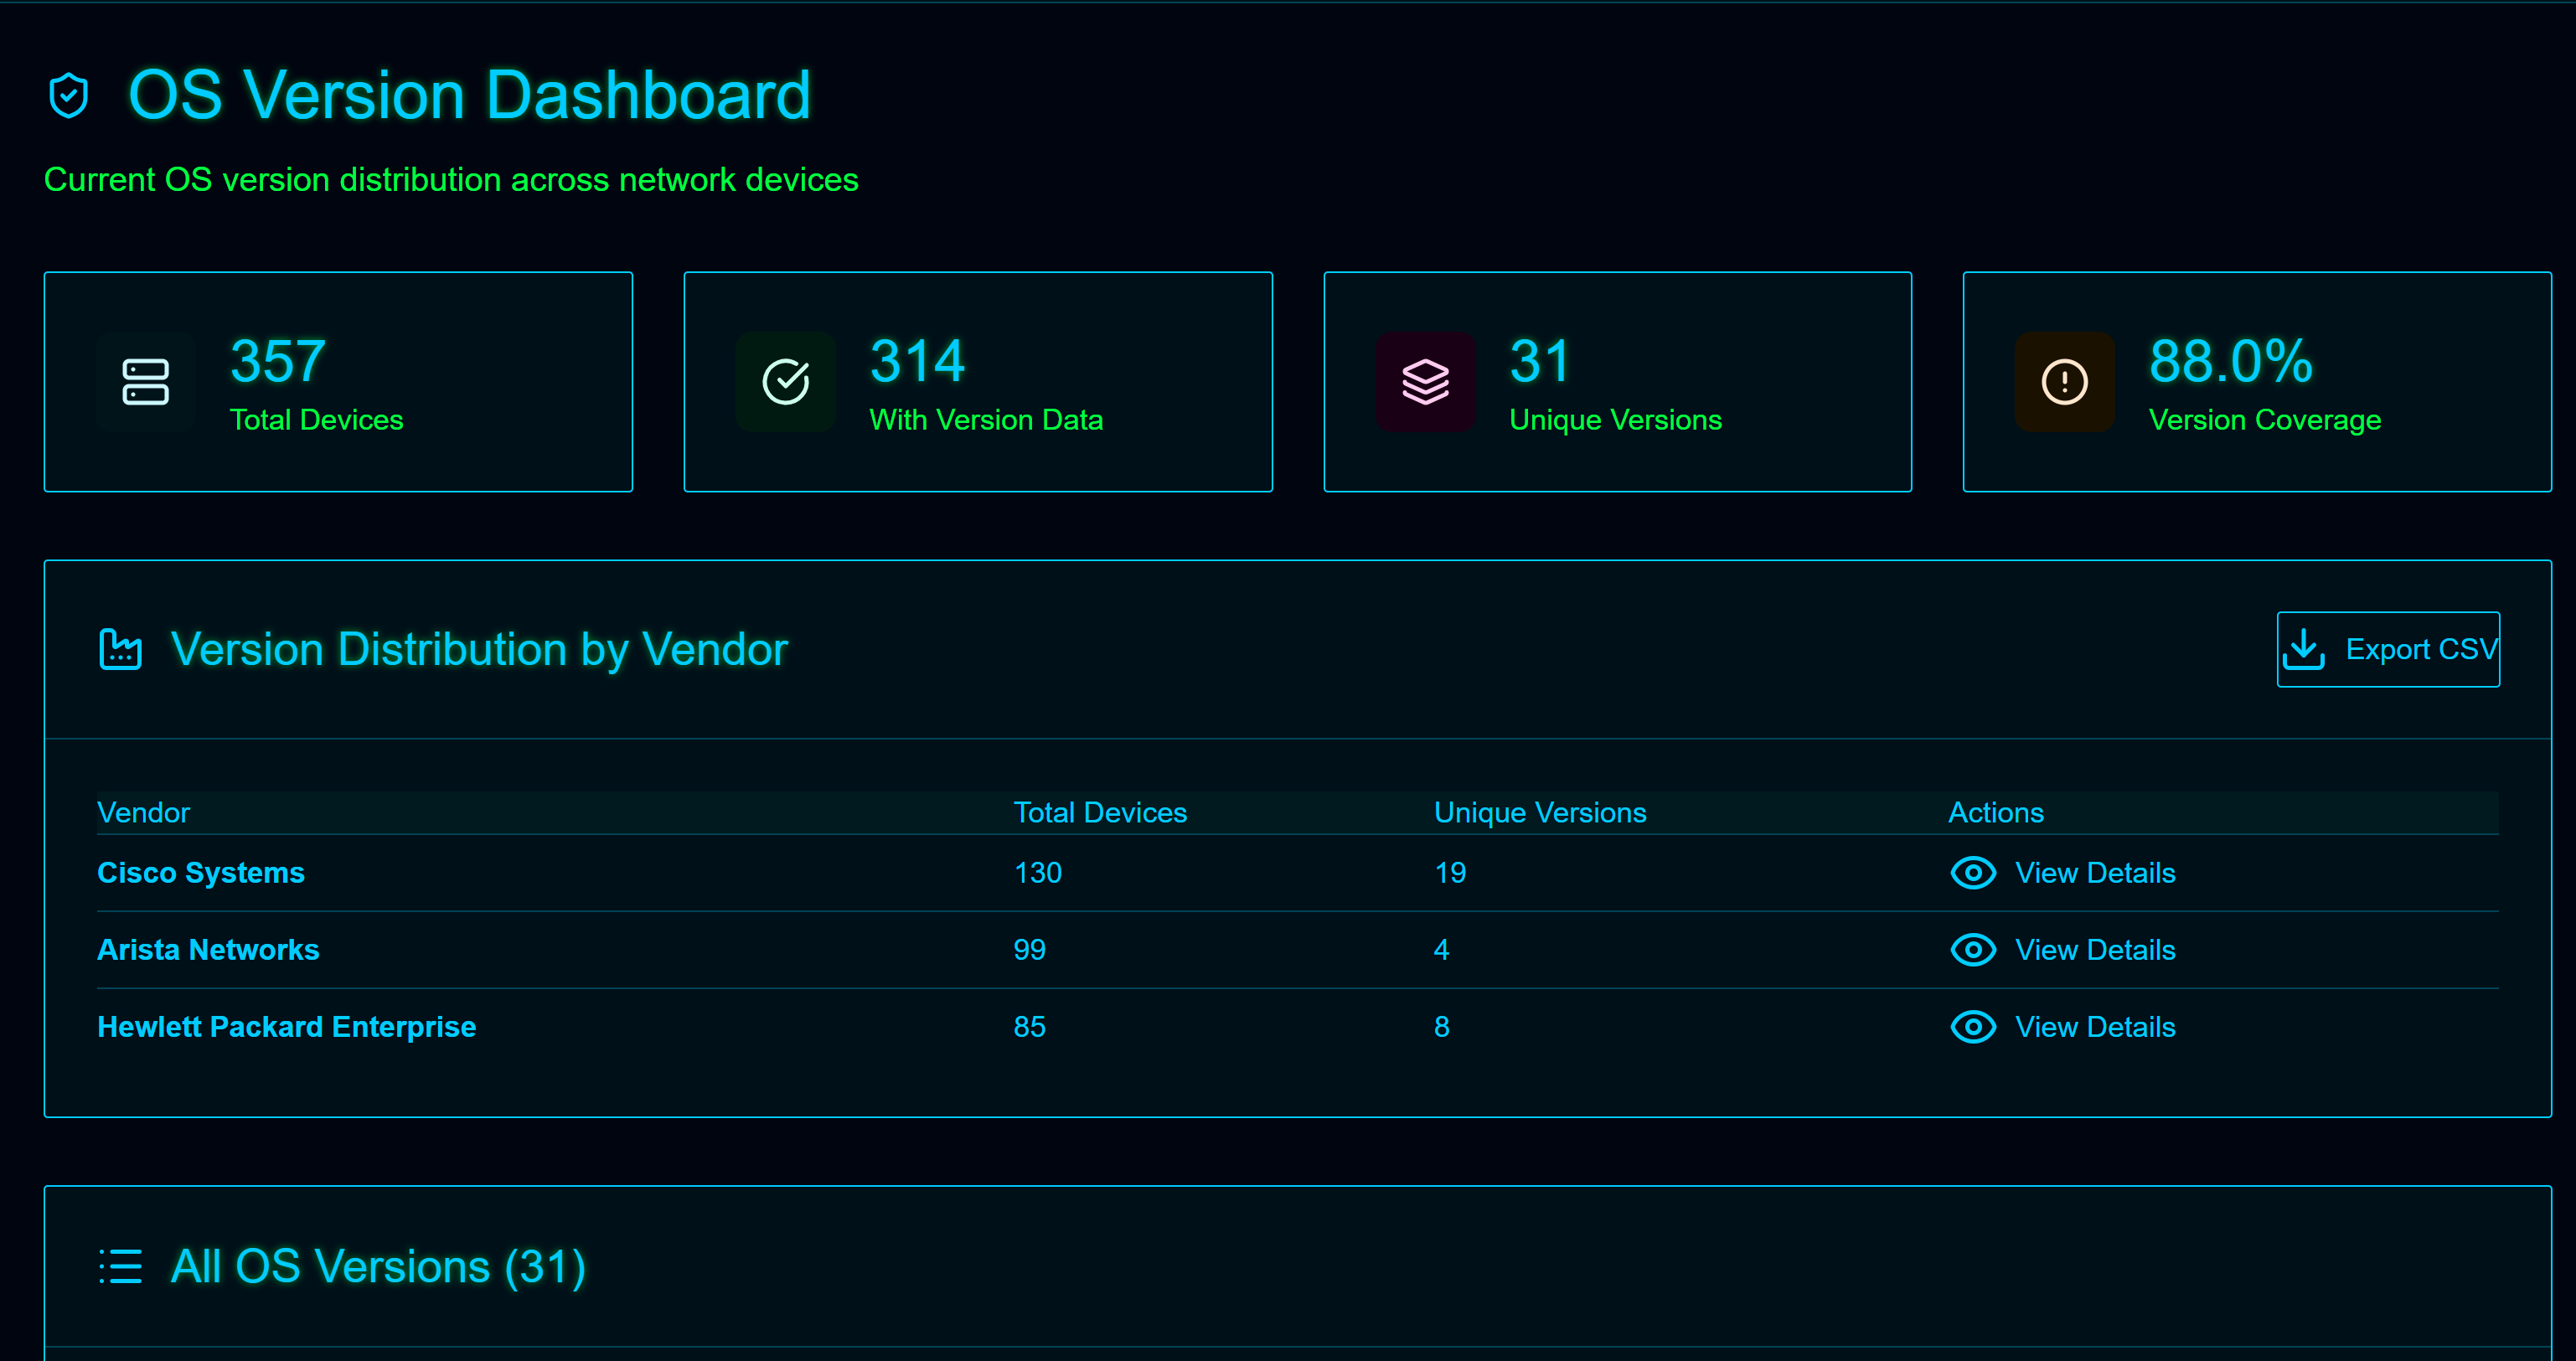 OS Version Dashboard
Current OS version distribution across network devices
357
Total Devices
314
With Version Data
31
Unique Versions
88.0%
Version Coverage
Version Distribution by Vendor
Export CSV
Vendor Total Devices Unique Versions Actions
Cisco Systems 130 19 View Details
Arista Networks 99 4 View Details
Hewlett Packard Enterprise 85 8 View Details
All OS Versions (31)